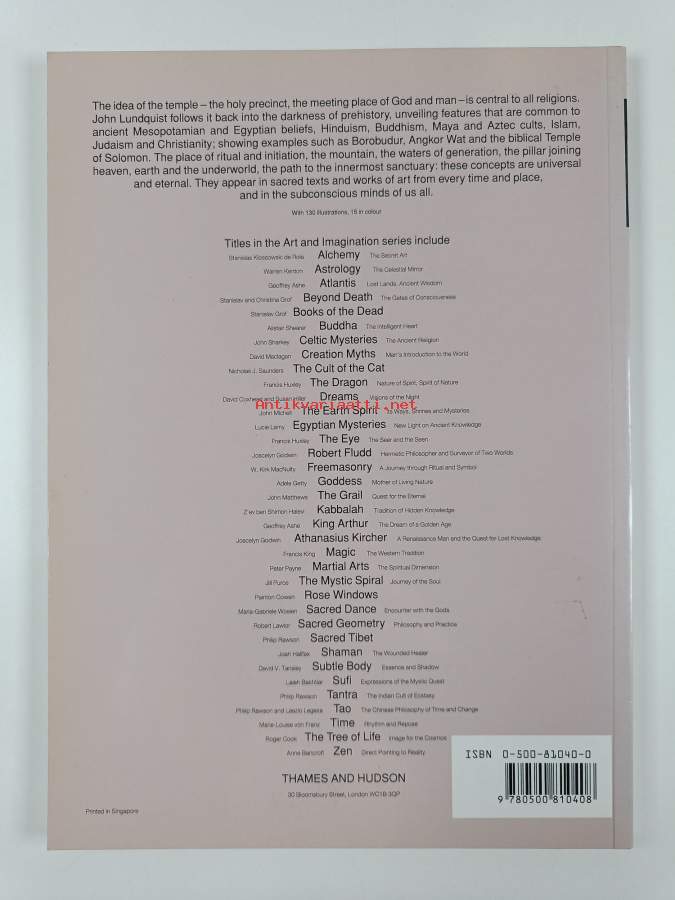 The idea of the temple – the holy precinct, the meeting place of God and man – is central to all religions.
John Lundquist follows it back into the darkness of prehistory, unveiling features that are common to
ancient Mesopotamian and Egyptian beliefs, Hinduism, Buddhism, Maya and Aztec cults, Islam,
Judaism and Christianity; showing examples such as Borobudur, Angkor Wat and the biblical Temple
of Solomon. The place of ritual and initiation, the mountain, the waters of generation, the pillar joining
heaven, earth and the underworld, the path to the innermost sanctuary: these concepts are universal
and eternal. They appear in sacred texts and works of art from every time and place,
and in the subconscious minds of us all.
With 130 illustrations, 15 in colour
Titles in the Art and Imagination series include
Stanislas Klossowski de Rola Alchemy The Secret Art
Warren Kenton Astrology The Celestial Mirror
Geoffrey Ashe Atlantis Lost Lands, Ancient Wisdom
Stanislav and Christina Grof Beyond Death The Gates of Consciousness
Stanislav Grof Books of the Dead
Alistair Shearer Buddha The Intelligent Heart
John Sharkey Celtic Mysteries The Ancient Religion
David Maclagan Creation Myths Man's Introduction to the World
Nicholas J. Saunders The Cult of the Cat
Francis Huxley The Dragon Nature of Spirit, Spirit of Nature
David Coxhead and Susan Hiller Dreams Visions of the Night
Antikvariaatti.net
John Michell The Earth Spirit Its Ways, Shrines and Mysteries
Lucie Lamy Egyptian Mysteries New Light on Ancient Knowledge
Francis Huxley The Eye The Seer and the Seen
Joscelyn Godwin Robert Fludd Hermetic Philosopher and Surveyor of Two Worlds
W. Kirk MacNulty Freemasonry A Journey through Ritual and Symbol
Adele Getty Goddess Mother of Living Nature
John Matthews The Grail Quest for the Eternal
Z'ev ben Shimon Halevi Kabbalah Tradition of Hidden Knowledge
Geoffrey Ashe King Arthur The Dream of a Golden Age
Joscelyn Godwin Athanasius Kircher A Renaissance Man and the Quest for Lost Knowledge
Francis King Magic The Western Tradition
Peter Payne Martial Arts The Spiritual Dimension
Jill Purce The Mystic Spiral Journey of the Soul
Painton Cowen Rose Windows
Maria-Gabriele Wosien Sacred Dance Encounter with the Gods
Robert Lawlor Sacred Geometry Philosophy and Practice
Philip Rawson Sacred Tibet
Joan Halifax Shaman The Wounded Healer
David V. Tansley Subtle Body Essence and Shadow
Laleh Bakhtiar Sufi Expressions of the Mystic Quest
Philip Rawson Tantra The Indian Cult of Ecstasy
Philip Rawson and Laszlo Legeza Tao The Chinese Philosophy of Time and Change
Marie-Louise von Franz Time Rhythm and Repose
Roger Cook The Tree of Life Image for the Cosmos
Anne Bancroft Zen Direct Pointing to Reality
THAMES AND HUDSON
30 Bloomsbury Street, London WC1B 3QP
Printed in Singapore
ISBN 0-500-81040-0
9 780500 810408